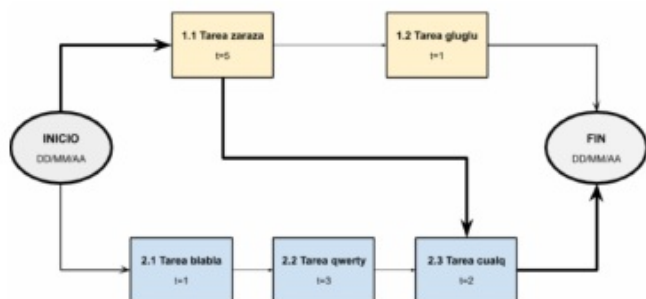 1.1 Tarea zaraza
t=5
1.2 Tarea gluglu
t=1
INICIO
DD/MM/AA
FIN
DD/MM/AA
2.1 Tarea blabla
t=1
2.2 Tarea qwerty
t=3
2.3 Tarea cualq
t=2